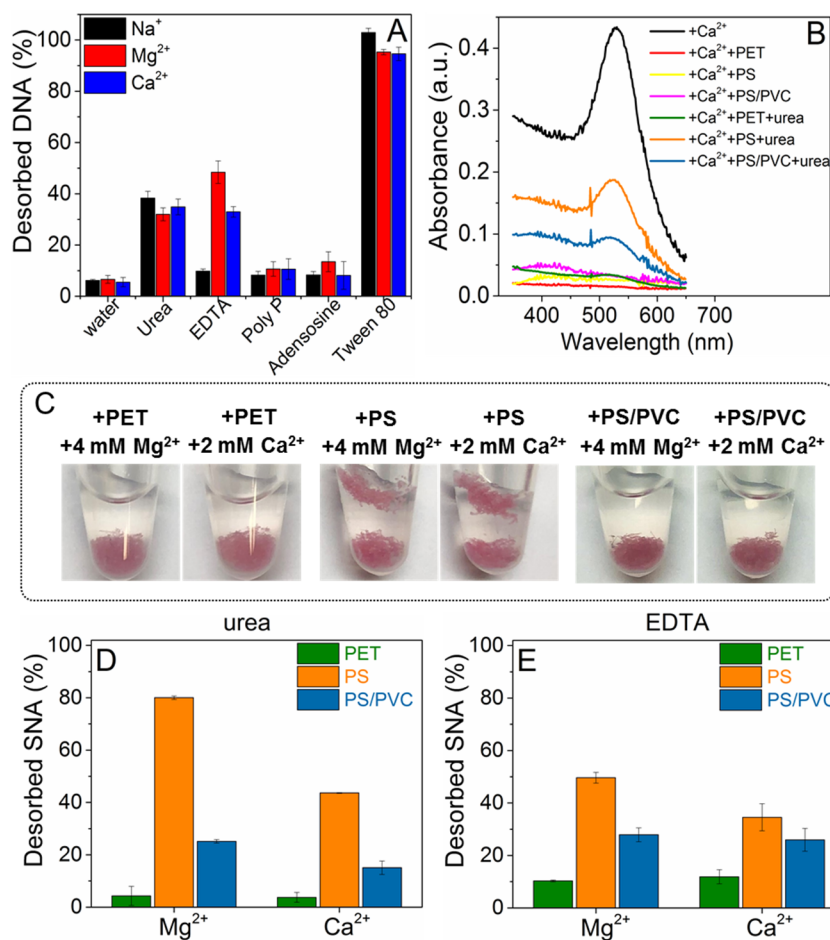 A
Na⁺
Mg²⁺
Ca²⁺
Desorbed DNA (%)
120
100
80
60
40
20
0
water
Urea
EDTA
Poly P
Adensosine
Tween 80
B
+Ca²⁺
+Ca²⁺+PET
+Ca²⁺+PS
+Ca²⁺+PS/PVC
+Ca²⁺+PET+urea
+Ca²⁺+PS+urea
+Ca²⁺+PS/PVC+urea
Absorbance (a.u.)
0.4
0.3
0.2
0.1
0.0
400 500 600 700
Wavelength (nm)
C
+PET +PET +PS +PS +PS/PVC +PS/PVC
+4 mM Mg²⁺ +2 mM Ca²⁺ +4 mM Mg²⁺ +2 mM Ca²⁺ +4 mM Mg²⁺ +2 mM Ca²⁺
urea
D
PET
PS
PS/PVC
Desorbed SNA (%)
100
80
60
40
20
0
Mg²⁺ Ca²⁺
EDTA
E
PET
PS
PS/PVC
Desorbed SNA (%)
100
80
60
40
20
0
Mg²⁺ Ca²⁺